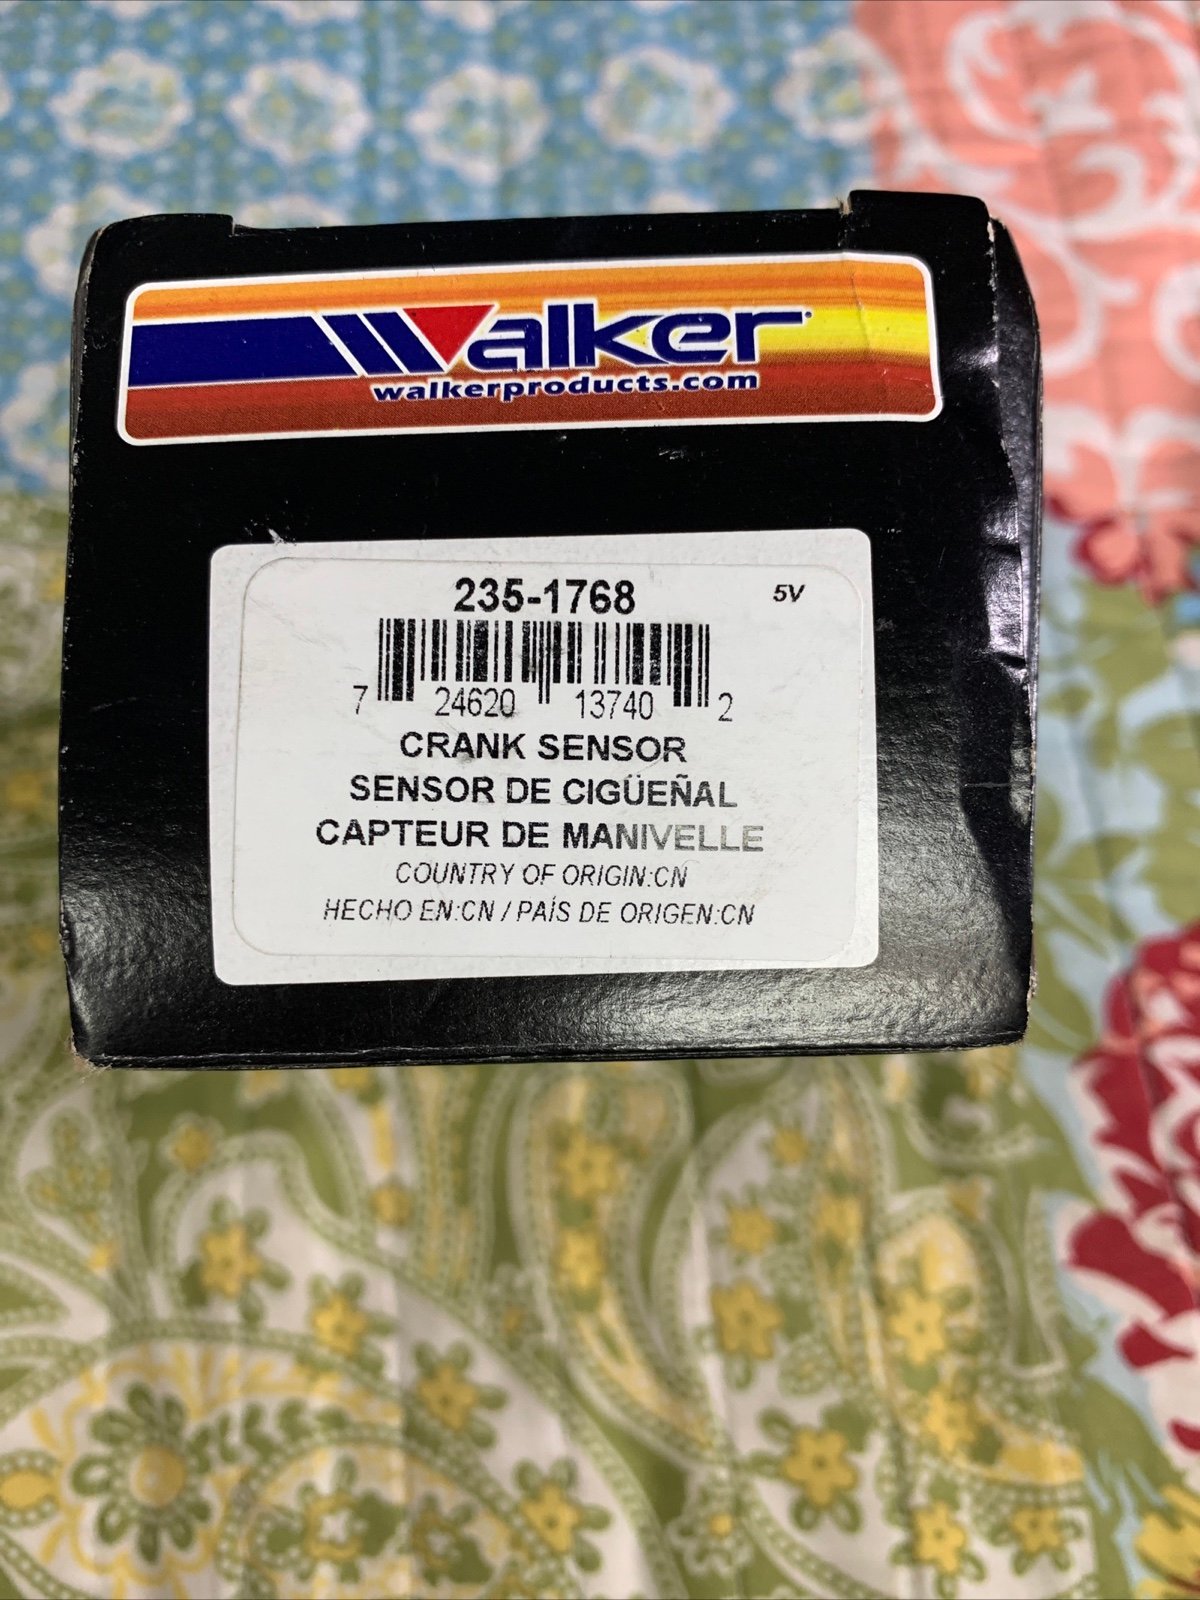 Walker
walkerproducts.com
235-1768 5V
7 24620 13740 2
CRANK SENSOR
SENSOR DE CIGÜEÑAL
CAPTEUR DE MANIVELLE
COUNTRY OF ORIGIN:CN
HECHO EN:CN / PAÍS DE ORIGEN:CN